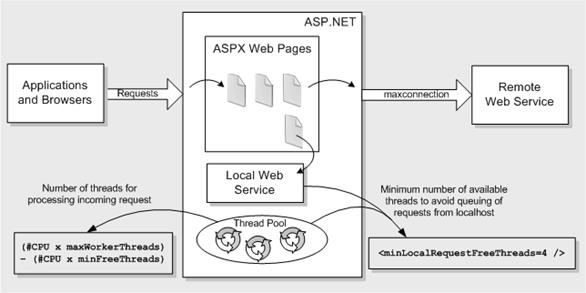 ASP.NET
ASPX Web Pages
Applications
and Browsers
Requests
maxconnection
Remote
Web Service
Local Web
Service
Number of threads for
processing incoming request
Minimum number of available
threads to avoid queuing of
requests from localhost
Thread Pool
(#CPU x maxWorkerThreads)
- (#CPU x minFreeThreads)
<minLocalRequestFreeThreads=4 />